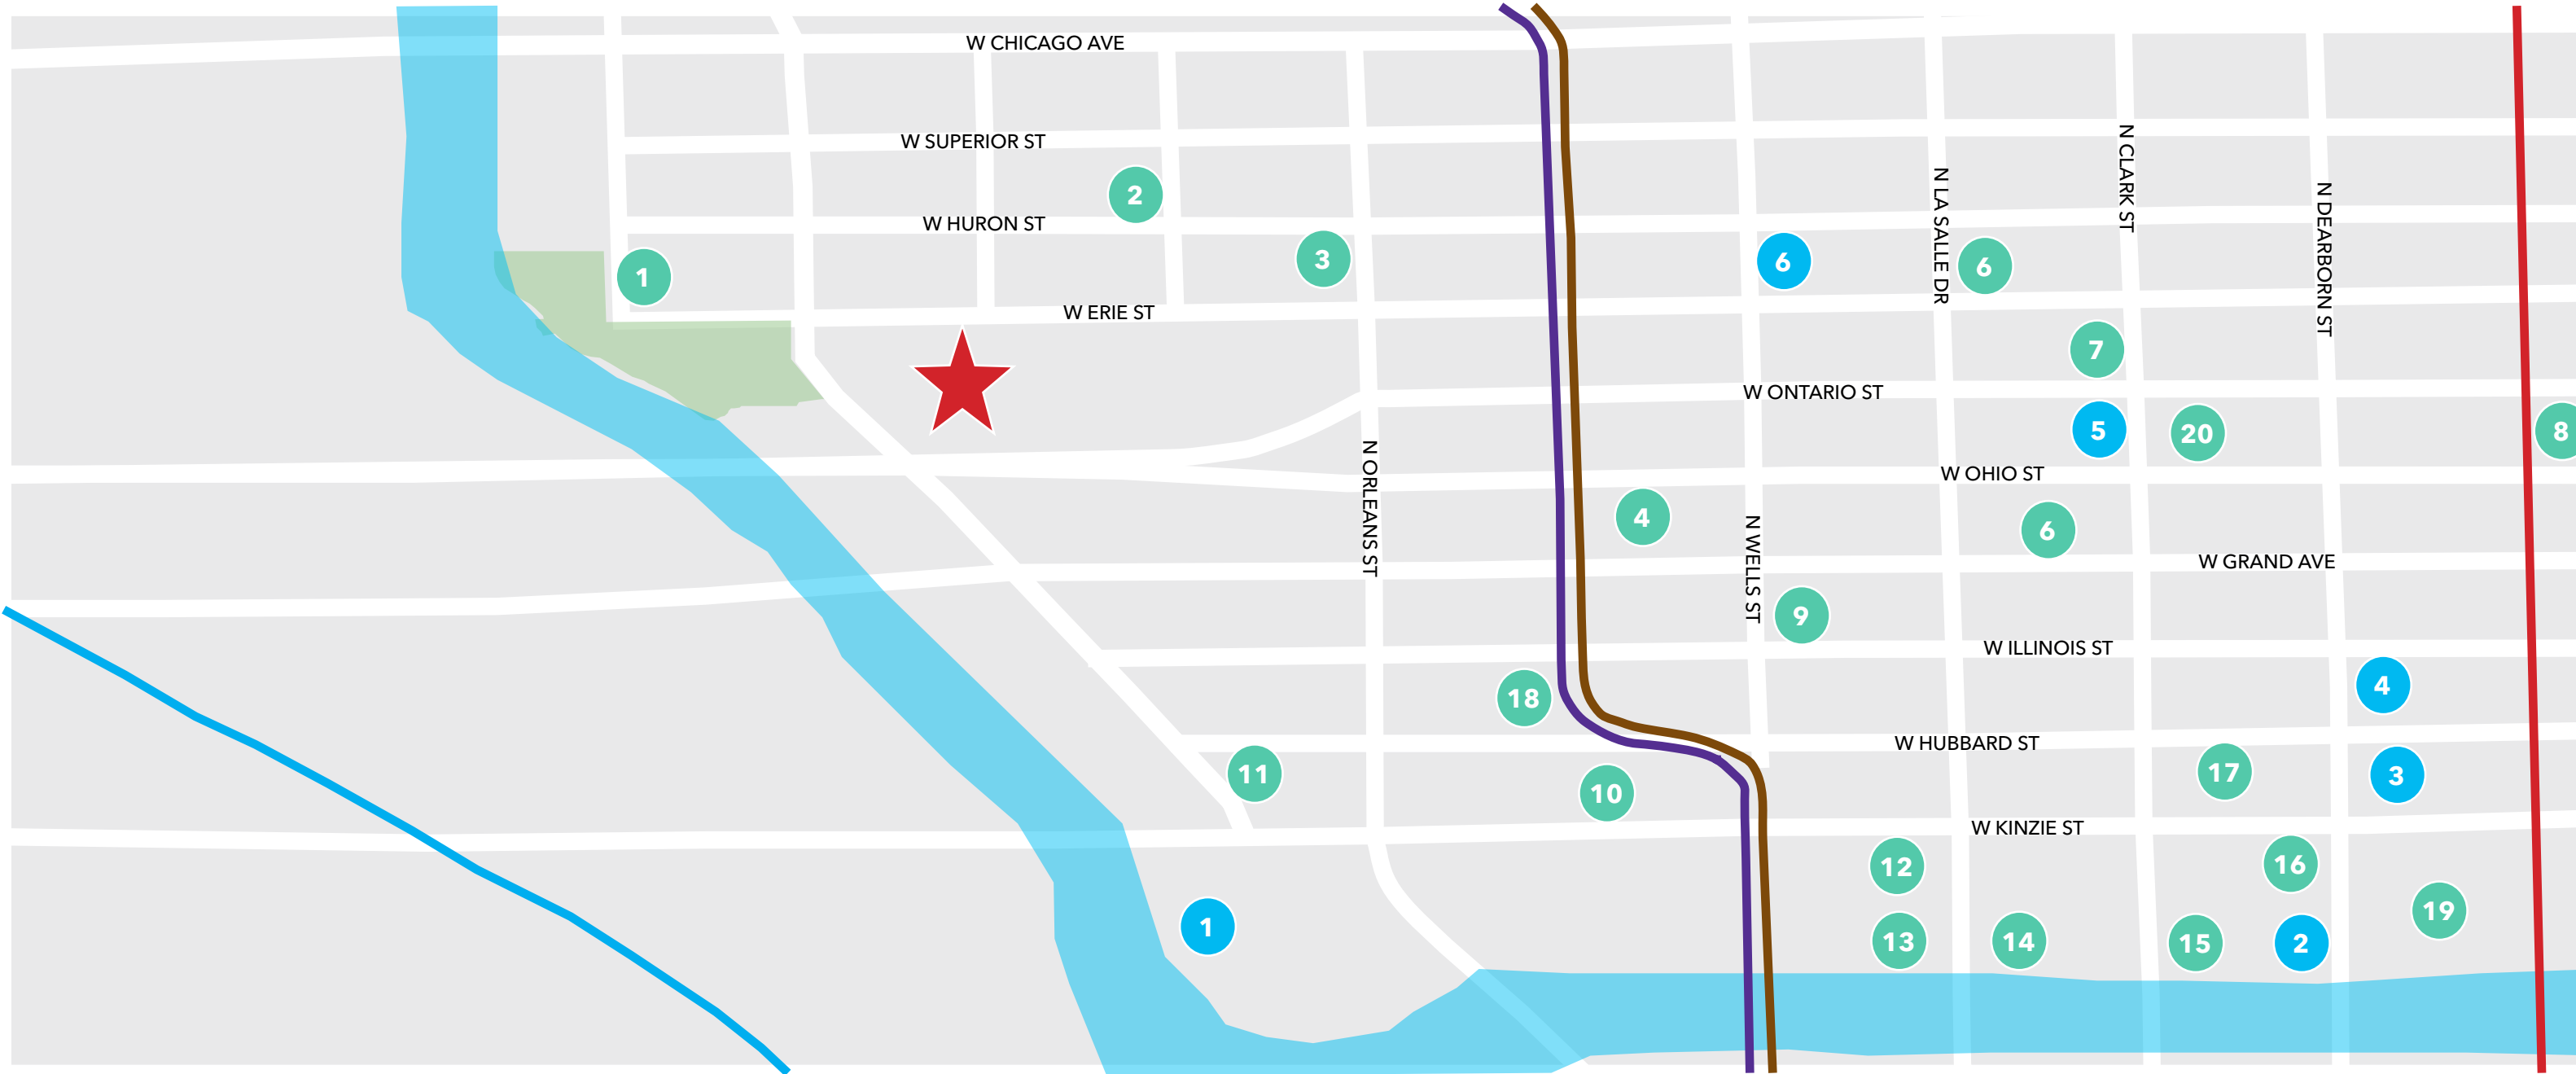 W CHICAGO AVE
W SUPERIOR ST
N CLARK ST
2
W HURON ST
N LA SALLE DR
N DEARBORN ST
1
3
6
6
W ERIE ST
7
W ONTARIO ST
5
20
8
N ORLEANS ST
W OHIO ST
4
6
N WELLS ST
W GRAND AVE
9
W ILLINOIS ST
18
4
W HUBBARD ST
11
10
17
3
W KINZIE ST
12
16
1
13
14
15
2
19